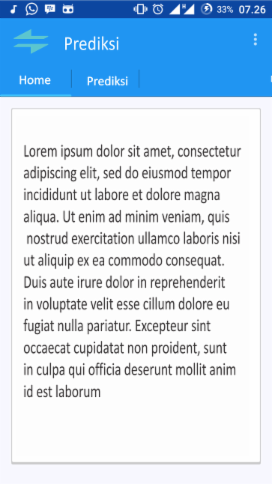 33% 07.26
Prediksi
Home Prediksi
Lorem ipsum dolor sit amet, consectetur
adipiscing elit, sed do eiusmod tempor
incididunt ut labore et dolore magna
aliqua. Ut enim ad minim veniam, quis
nostrud exercitation ullamco laboris nisi
ut aliquip ex ea commodo consequat.
Duis aute irure dolor in reprehenderit
in voluptate velit esse cillum dolore eu
fugiat nulla pariatur. Excepteur sint
occaecat cupidatat non proident, sunt
in culpa qui officia deserunt mollit anim
id est laborum